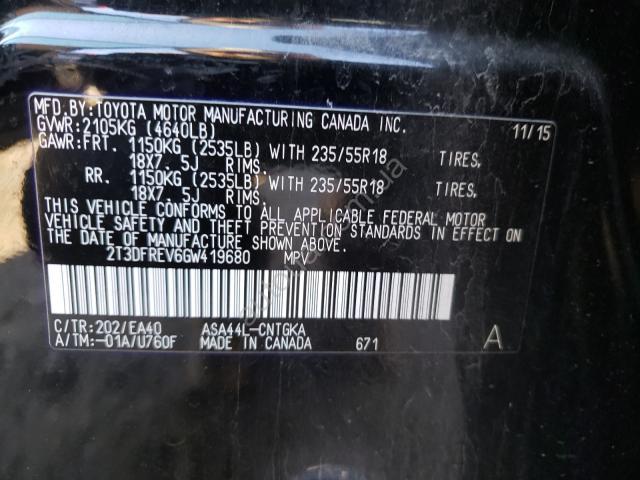 MFD.BY:TOYOTA MOTOR MANUFACTURING CANADA INC.
GVWR:2105KG (4640LB) 11/15
GAWR:FRT. 1150KG (2535LB) WITH 235/55R18 TIRES,
18X7.5J RIMS.
RR. 1150KG (2535LB) WITH 235/55R18 TIRES,
18X7.5J RIMS.
THIS VEHICLE CONFORMS TO ALL APPLICABLE FEDERAL MOTOR
VEHICLE SAFETY AND THEFT PREVENTION STANDARDS IN EFFECT ON
THE DATE OF MANUFACTURE SHOWN ABOVE.
2T3DFREV6GW419680 MPV
C/TR:202/EA40 ASA44L-CNTGKA
A/TM:-01A/U760F MADE IN CANADA 671 A